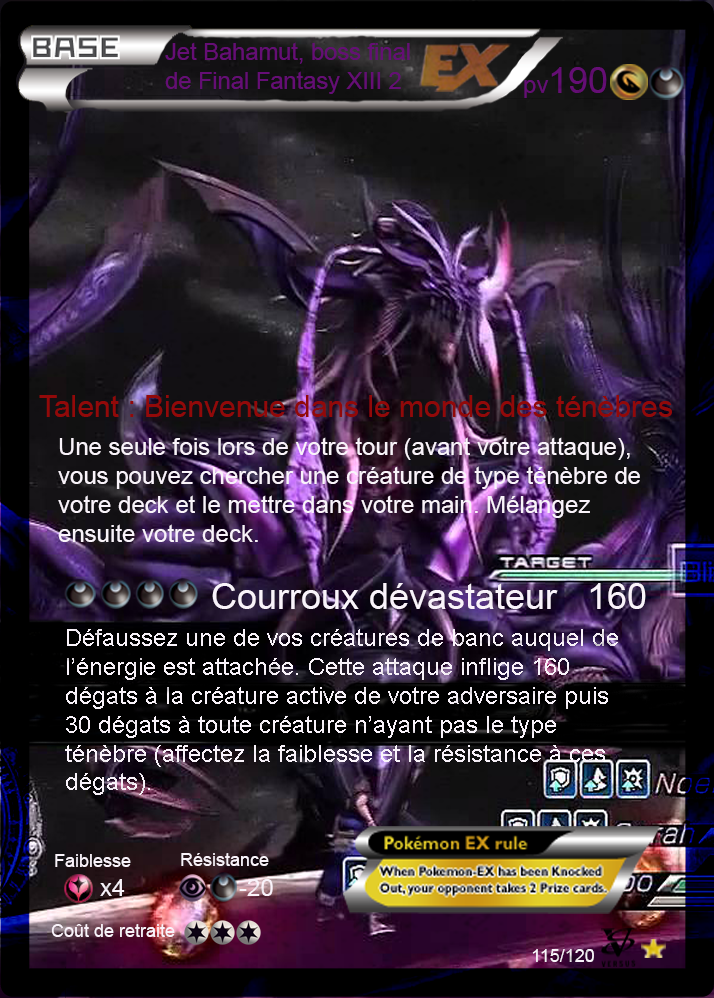 BASE
Jet Bahamut, boss final
de Final Fantasy XIII 2
EX
pv190
Talent : Bienvenue dans le monde des ténèbres
Une seule fois lors de votre tour (avant votre attaque),
vous pouvez chercher une créature de type ténèbre de
votre deck et le mettre dans votre main. Mélangez
ensuite votre deck.
TARGET
Courroux dévastateur 160
Défaussez une de vos créatures de banc auquel de
l'énergie est attachée. Cette attaque inflige 160
dégats à la créature active de votre adversaire puis
30 dégats à toute créature n'ayant pas le type
ténèbre (affectez la faiblesse et la résistance à ces
dégats).
Noe
Pokémon EX rule
When Pokemon-EX has been Knocked
Out, your opponent takes 2 Prize cards.
Faiblesse
x4
Résistance
-20
Coût de retraite
115/120